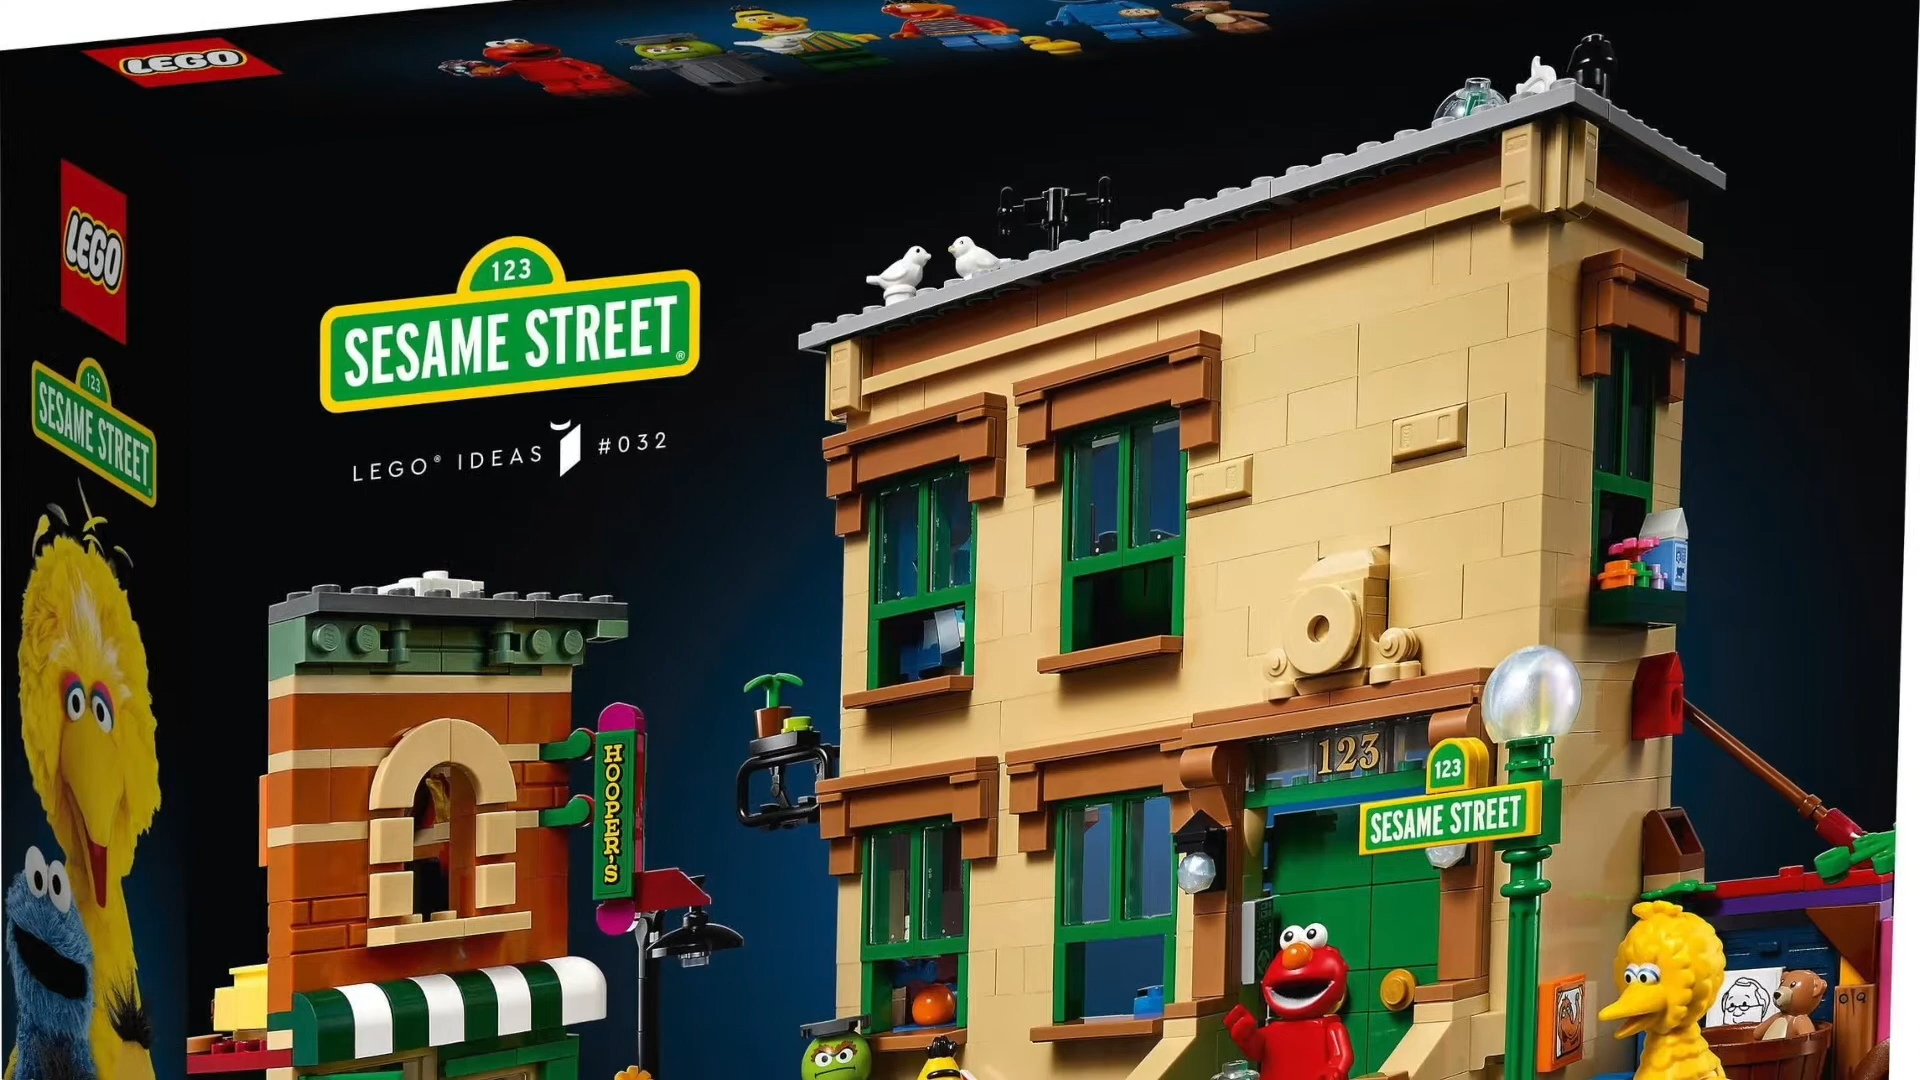 LEGO
LEGO
123
SESAME STREET
123
SESAME STREET®
LEGO® IDEAS #032
HOOPER'S
123
123
SESAME STREET